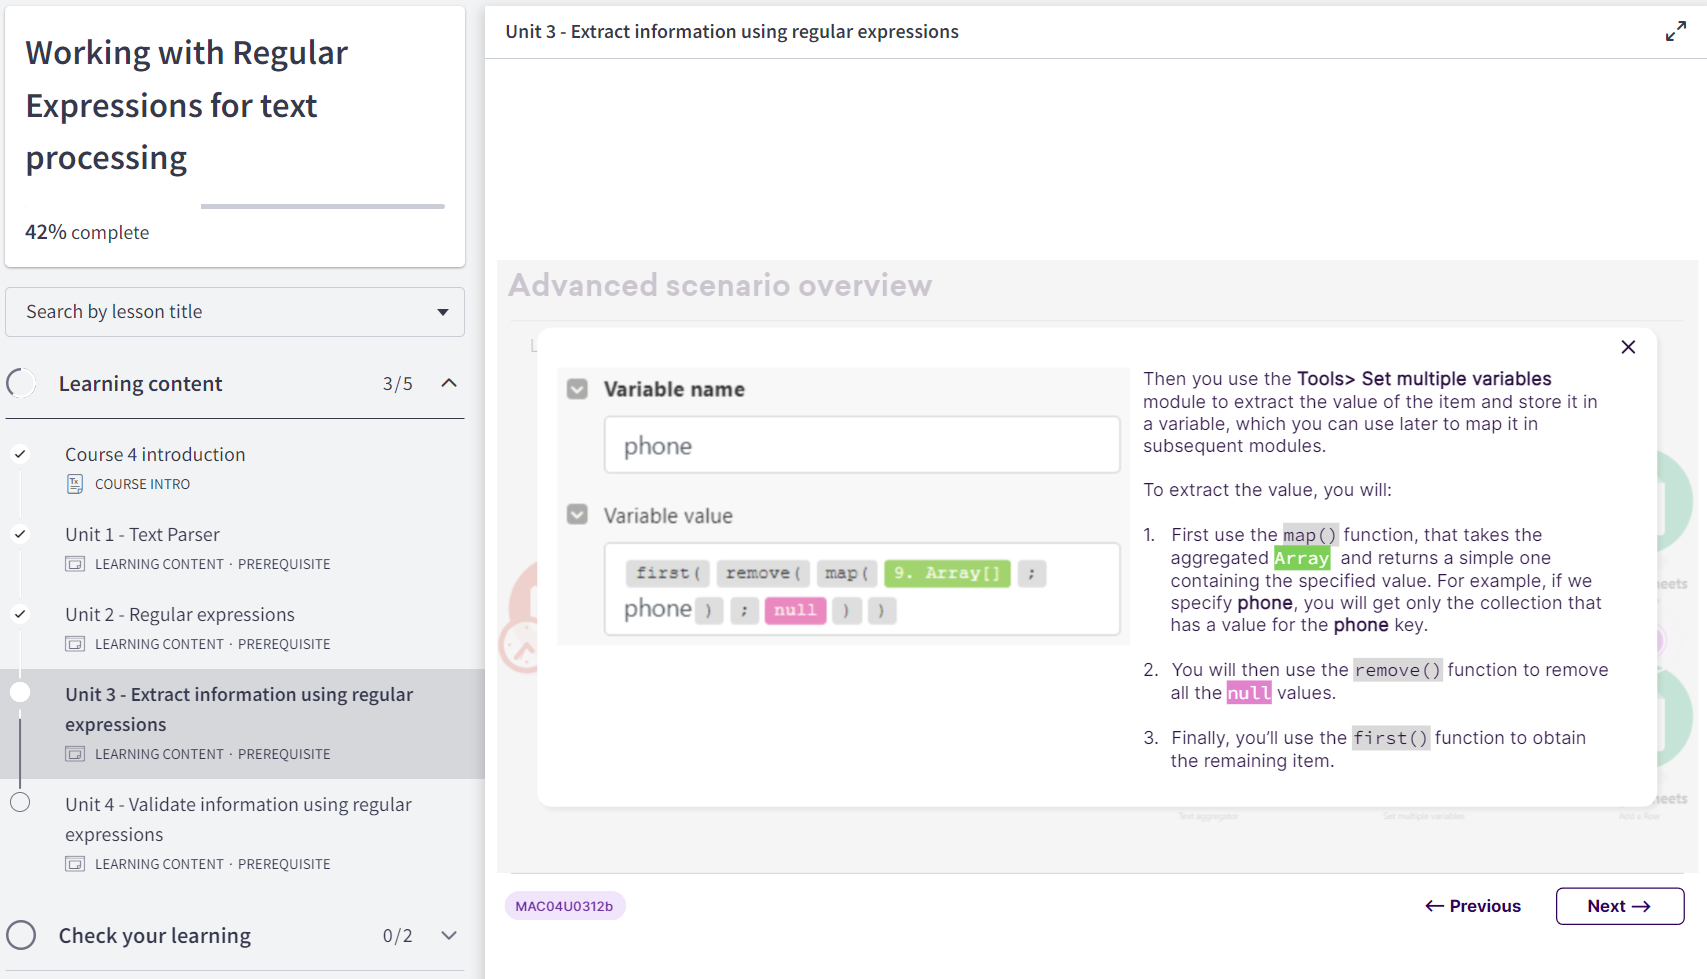 Working with Regular
Expressions for text
processing
42% complete
Search by lesson title
Learning content 3/5
Course 4 introduction
COURSE INTRO
Unit 1 - Text Parser
LEARNING CONTENT · PREREQUISITE
Unit 2 - Regular expressions
LEARNING CONTENT · PREREQUISITE
Unit 3 - Extract information using regular
expressions
LEARNING CONTENT · PREREQUISITE
Unit 4 - Validate information using regular
expressions
LEARNING CONTENT · PREREQUISITE
Check your learning 0/2
Unit 3 - Extract information using regular expressions
Advanced scenario overview
Variable name
phone
Variable value
first( remove( map( 9. Array[] ;
phone ) ; null ) )
Then you use the Tools> Set multiple variables
module to extract the value of the item and store it in
a variable, which you can use later to map it in
subsequent modules.
To extract the value, you will:
1. First use the map() function, that takes the
aggregated Array and returns a simple one
containing the specified value. For example, if we
specify phone, you will get only the collection that
has a value for the phone key.
2. You will then use the remove() function to remove
all the null values.
3. Finally, you'll use the first() function to obtain
the remaining item.
Text aggregator Set multiple variables Add a Row
MAC04U0312b
← Previous
Next →